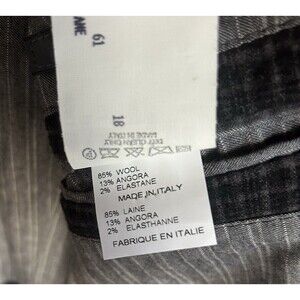 ANE
61
18
DRY CLEAN ONLY
MADE IN ITALY
85% WOOL
13% ANGORA
2% ELASTANE
MADE IN ITALY
85% LAINE
13% ANGORA
2% ELASTHANNE
FABRIQUE EN ITALIE